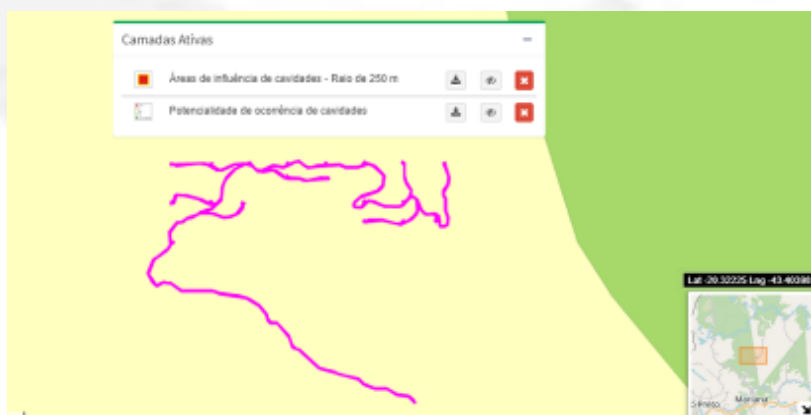 Camadas Ativas
Áreas de influência de cavidades - Raio de 250 m
Potencialidade de ocorrência de cavidades
Lat -20.32225 Lng -43.40398
Mariana